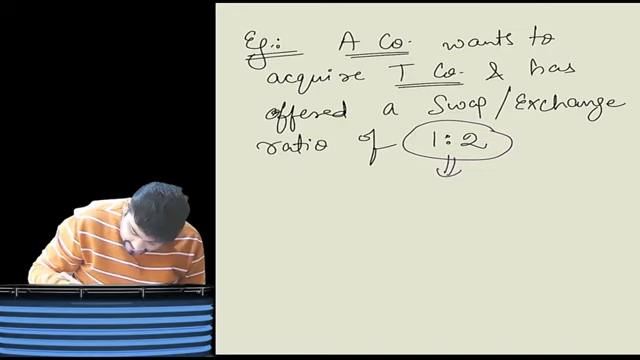 Eg.: A Co. wants to
acquire T Co. & has
offered a Swap/Exchange
ratio of 1:2